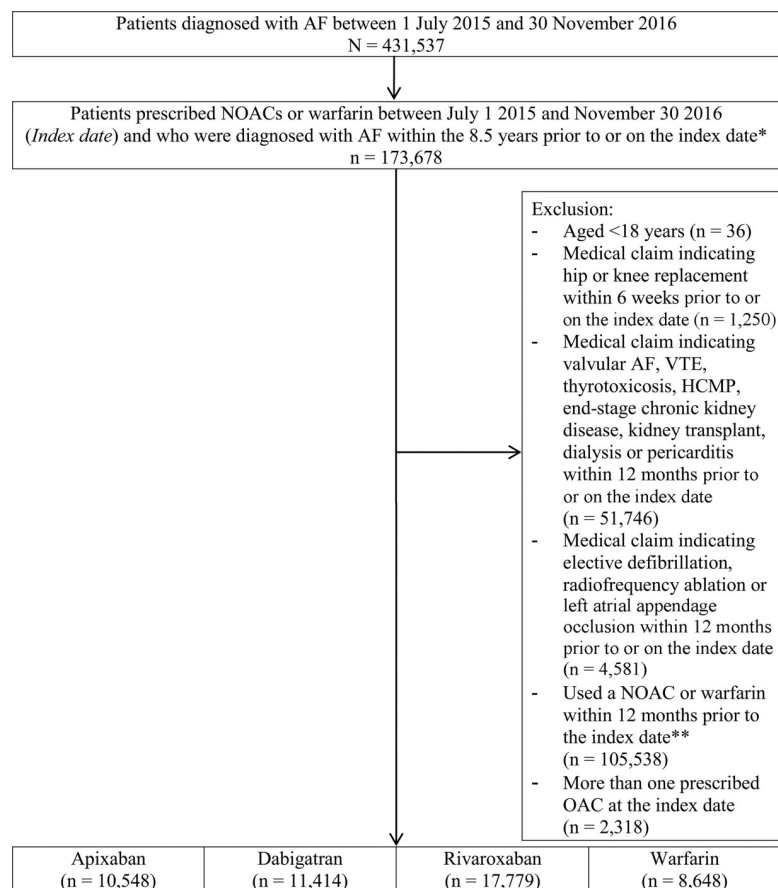 Patients diagnosed with AF between 1 July 2015 and 30 November 2016
N = 431,537
Patients prescribed NOACs or warfarin between July 1 2015 and November 30 2016
(Index date) and who were diagnosed with AF within the 8.5 years prior to or on the index date*
n = 173,678
Exclusion:
- Aged <18 years (n = 36)
- Medical claim indicating
hip or knee replacement
within 6 weeks prior to or
on the index date (n = 1,250)
- Medical claim indicating
valvular AF, VTE,
thyrotoxicosis, HCMP,
end-stage chronic kidney
disease, kidney transplant,
dialysis or pericarditis
within 12 months prior to
or on the index date
(n = 51,746)
- Medical claim indicating
elective defibrillation,
radiofrequency ablation or
left atrial appendage
occlusion within 12 months
prior to or on the index date
(n = 4,581)
- Used a NOAC or warfarin
within 12 months prior to
the index date**
(n = 105,538)
- More than one prescribed
OAC at the index date
(n = 2,318)
Apixaban
(n = 10,548)
Dabigatran
(n = 11,414)
Rivaroxaban
(n = 17,779)
Warfarin
(n = 8,648)